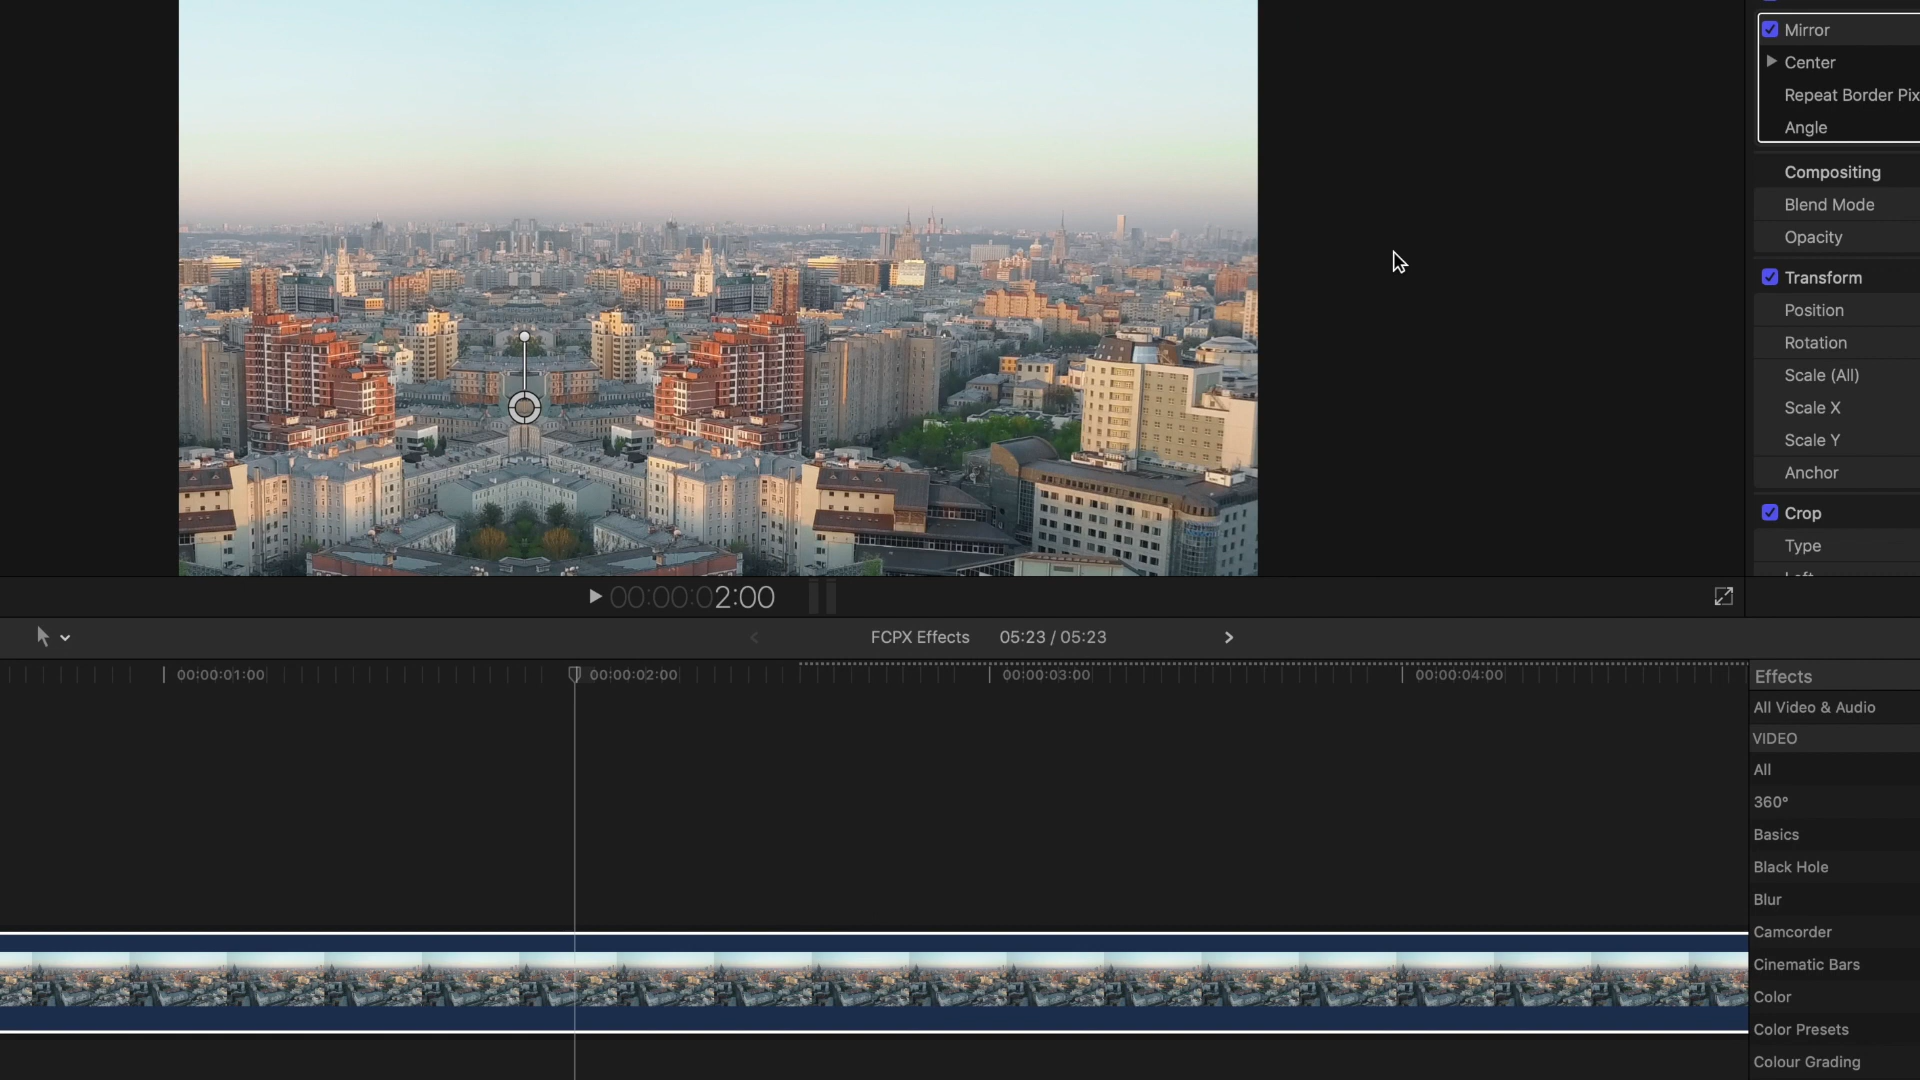 Mirror
Center
Repeat Border Pix
Angle
Compositing
Blend Mode
Opacity
Transform
Position
Rotation
Scale (All)
Scale X
Scale Y
Anchor
Crop
Type
00:00:02:00
FCPX Effects 05:23 / 05:23
00:00:01:00 00:00:02:00 00:00:03:00 00:00:04:00
Effects
All Video & Audio
VIDEO
All
360°
Basics
Black Hole
Blur
Camcorder
Cinematic Bars
Color
Color Presets
Colour Grading